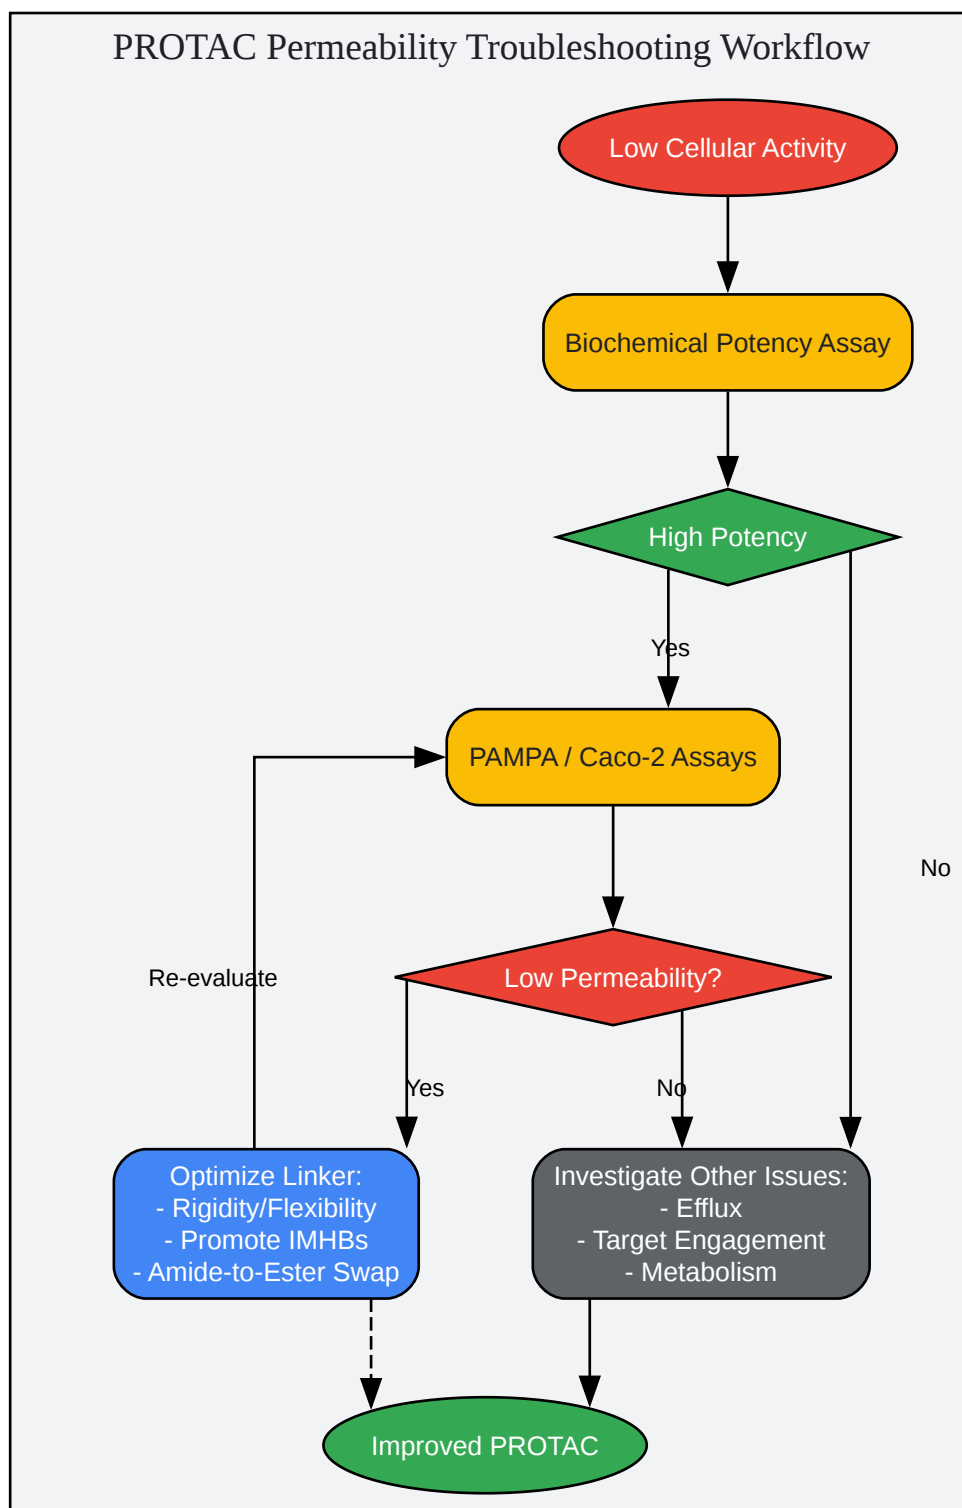 PROTAC Permeability Troubleshooting Workflow
Low Cellular Activity
Biochemical Potency Assay
High Potency
Yes
PAMPA / Caco-2 Assays
No
Low Permeability?
Re-evaluate
Yes
No
Optimize Linker:
- Rigidity/Flexibility
- Promote IMHBs
- Amide-to-Ester Swap
Investigate Other Issues:
- Efflux
- Target Engagement
- Metabolism
Improved PROTAC